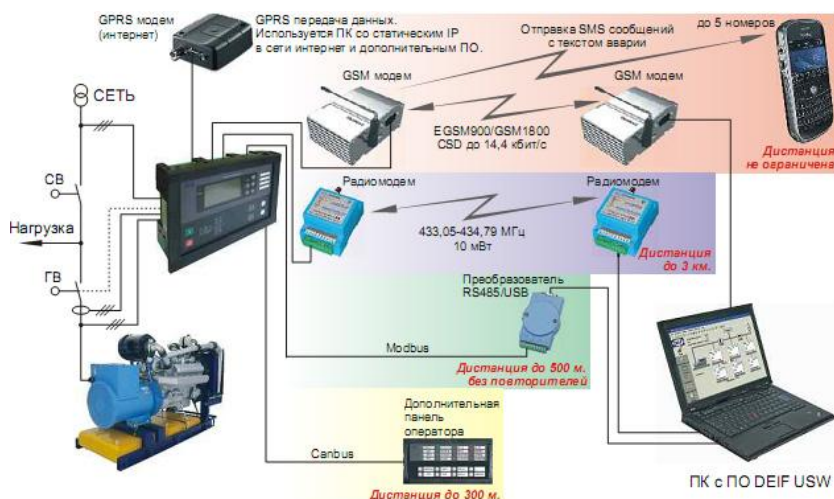 GPRS модем
(интернет)
GPRS передача данных.
Используется ПК со статическим IP
в сети интернет и дополнительным ПО.
Отправка SMS сообщений
с текстом аварии
до 5 номеров
GSM модем
GSM модем
EGSM900/GSM1800
CSD до 14,4 кбит/с
Дистанция
не ограничена
СЕТЬ
СВ
Нагрузка
ГВ
Радиомодем
Радиомодем
433,05-434,79 МГц
10 мВт
Дистанция
до 3 км.
Преобразователь
RS485/USB
Modbus
Дистанция до 500 м.
без повторителей
Дополнительная
панель
оператора
Canbus
Дистанция до 300 м.
ПК с ПО DEIF USW